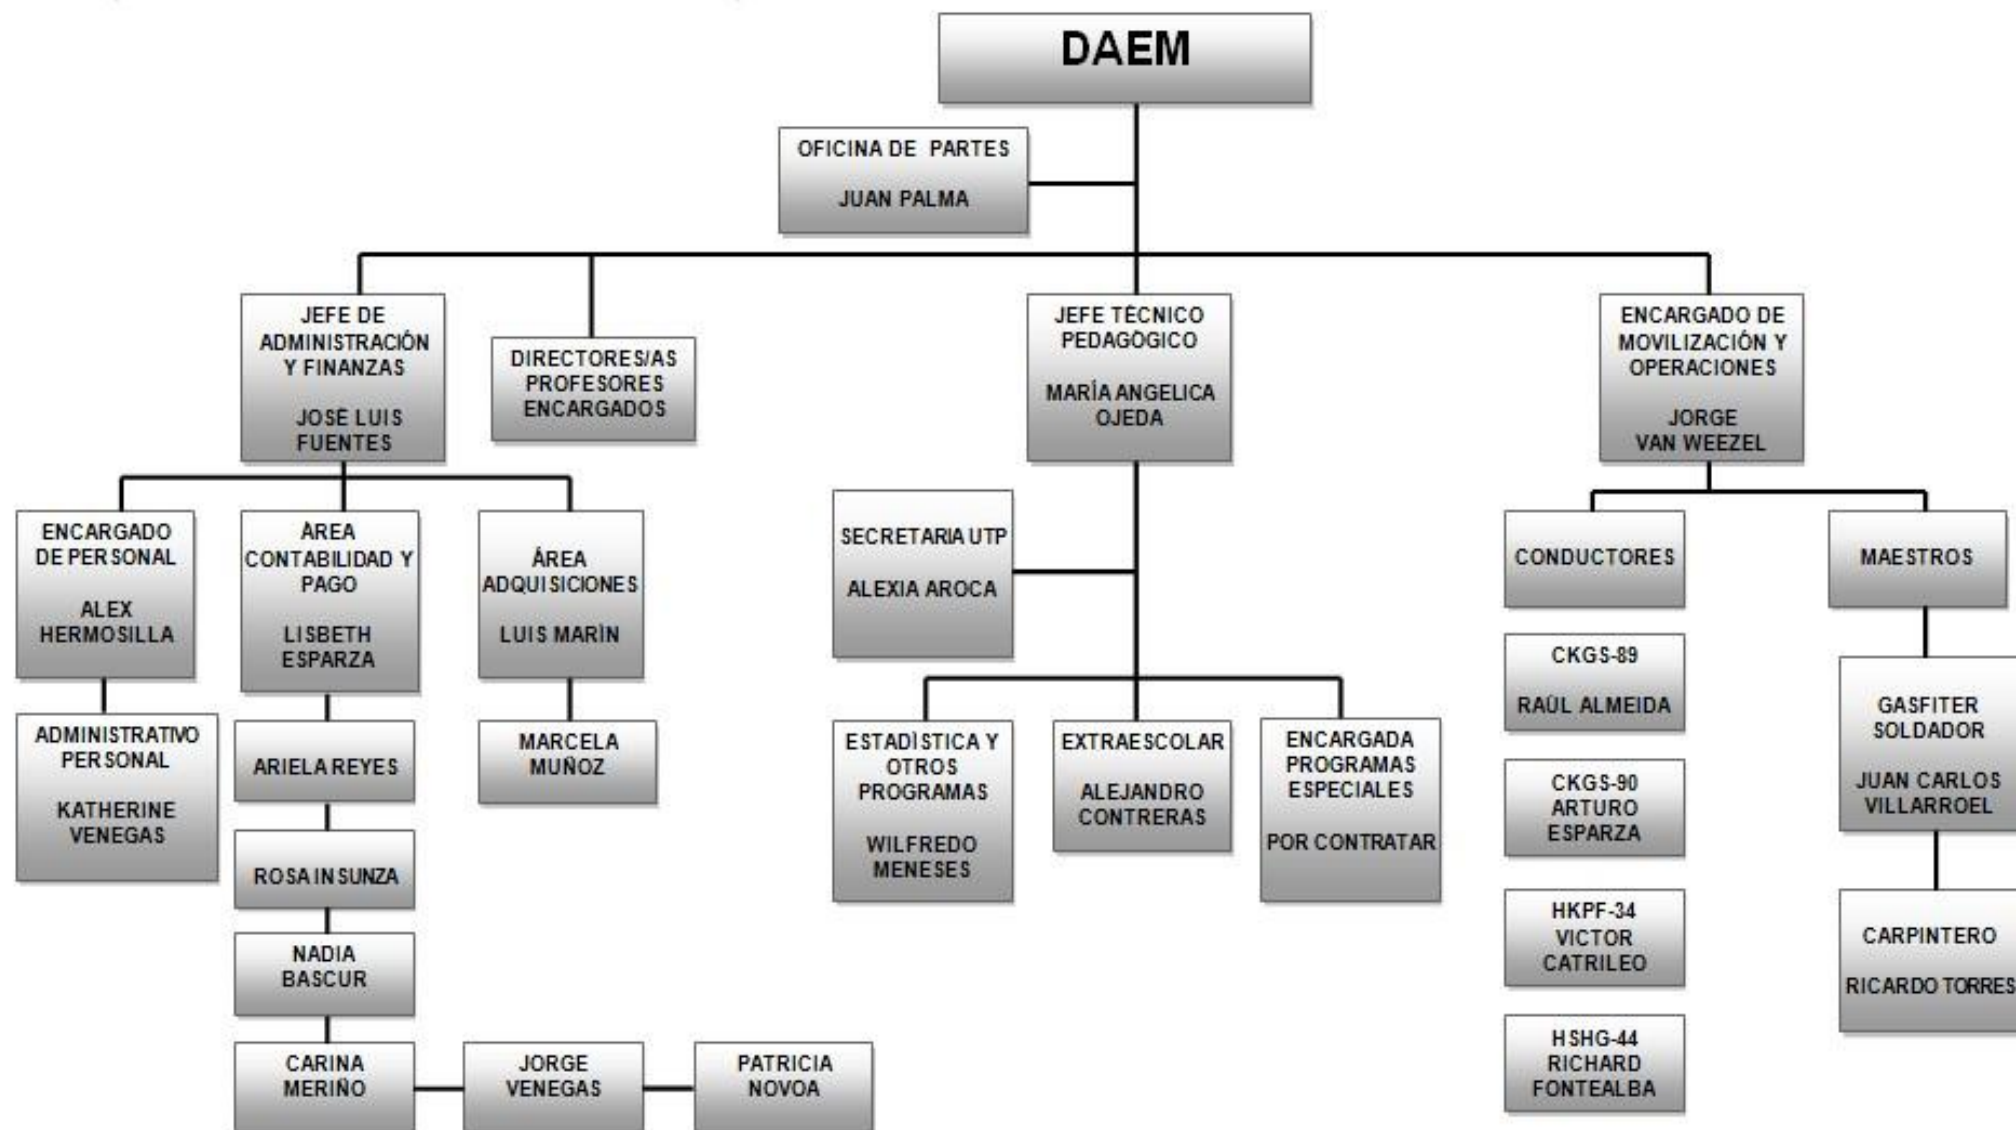 DAEM
OFICINA DE PARTES
JUAN PALMA
JEFE DE
ADMINISTRACIÓN
Y FINANZAS
JOSÉ LUIS
FUENTES
DIRECTORES/AS
PROFESORES
ENCARGADOS
JEFE TÉCNICO
PEDAGÓGICO
MARÍA ANGELICA
OJEDA
ENCARGADO DE
MOVILIZACIÓN Y
OPERACIONES
JORGE
VAN WEEZEL
ENCARGADO
DE PERSONAL
ALEX
HERMOSILLA
ÁREA
CONTABILIDAD Y
PAGO
LISBETH
ESPARZA
ÁREA
ADQUISICIONES
LUIS MARÍN
SECRETARIA UTP
ALEXIA AROCA
CONDUCTORES
MAESTROS
ADMINISTRATIVO
PERSONAL
KATHERINE
VENEGAS
ARIELA REYES
ROSA INSUNZA
NADIA
BASCUR
CARINA
MERIÑO
JORGE
VENEGAS
PATRICIA
NOVOA
MARCELA
MUÑOZ
ESTADÍSTICA Y
OTROS
PROGRAMAS
WILFREDO
MENESES
EXTRAESCOLAR
ALEJANDRO
CONTRERAS
ENCARGADA
PROGRAMAS
ESPECIALES
POR CONTRATAR
CKGS-89
RAÚL ALMEIDA
CKGS-90
ARTURO
ESPARZA
HKPF-34
VICTOR
CATRILEO
HSHG-44
RICHARD
FONTEALBA
GASFITER
SOLDADOR
JUAN CARLOS
VILLARROEL
CARPINTERO
RICARDO TORRES